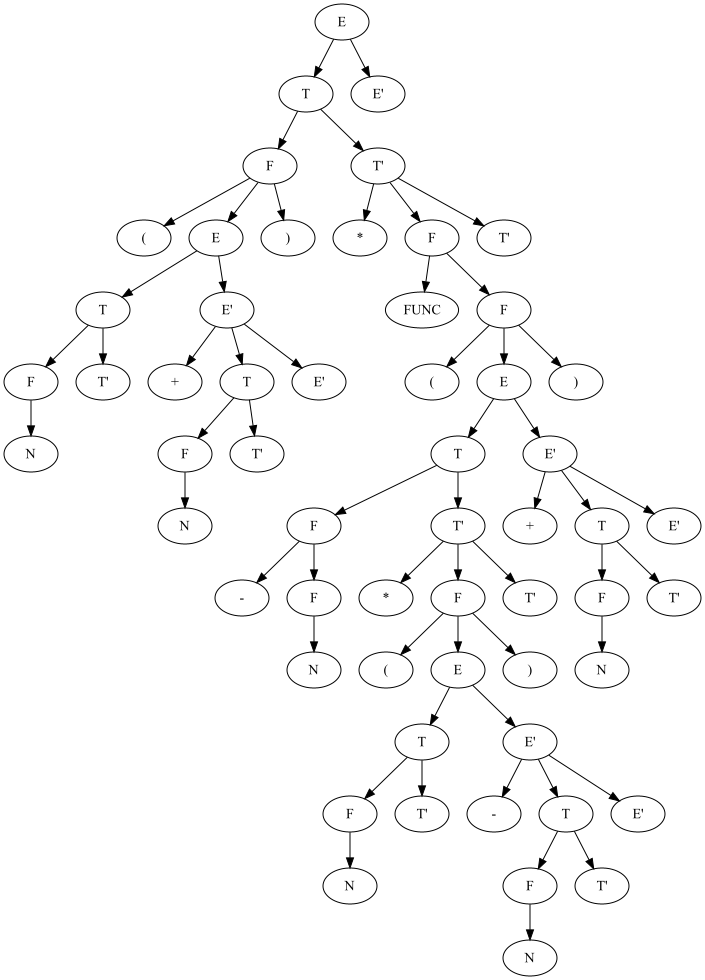 E
T E'
F T'
( E ) * F T'
T E' FUNC F
F T' + T E' ( E )
N F T' T E'
N F T' + T E'
- F * F T' F T'
N ( E ) N
T E'
F T' - T E'
N F T'
N